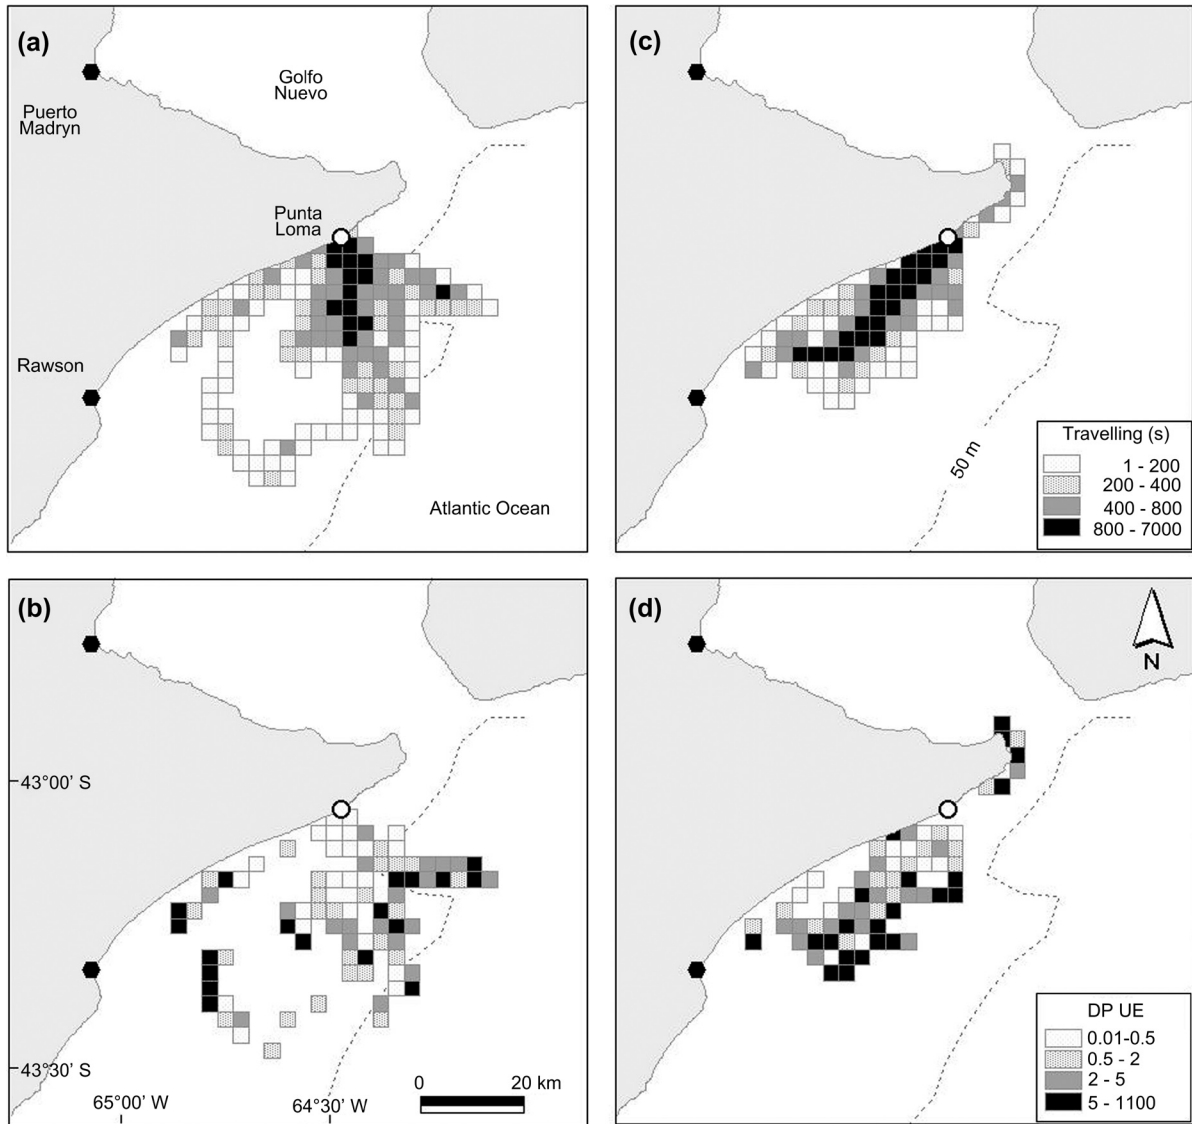 (a)
Golfo
Nuevo
Puerto
Madryn
Punta
Loma
Rawson
Atlantic Ocean
(c)
50 m
Travelling (s)
1 - 200
200 - 400
400 - 800
800 - 7000
(b)
43°00' S
43°30' S
65°00' W
64°30' W
0
20 km
(d)
N
DP UE
0.01-0.5
0.5 - 2
2 - 5
5 - 1100